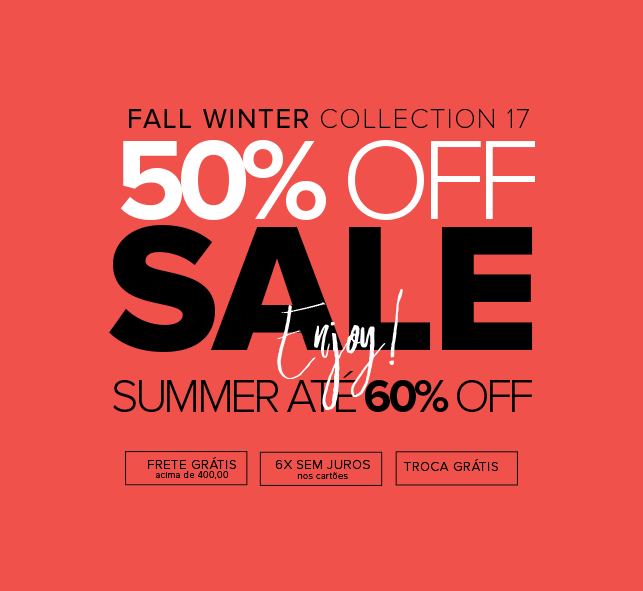 FALL WINTER COLLECTION 17
50% OFF
SALE
Enjoy!
SUMMER ATÉ 60% OFF
FRETE GRÁTIS
acima de 400,00
6X SEM JUROS
nos cartões
TROCA GRÁTIS